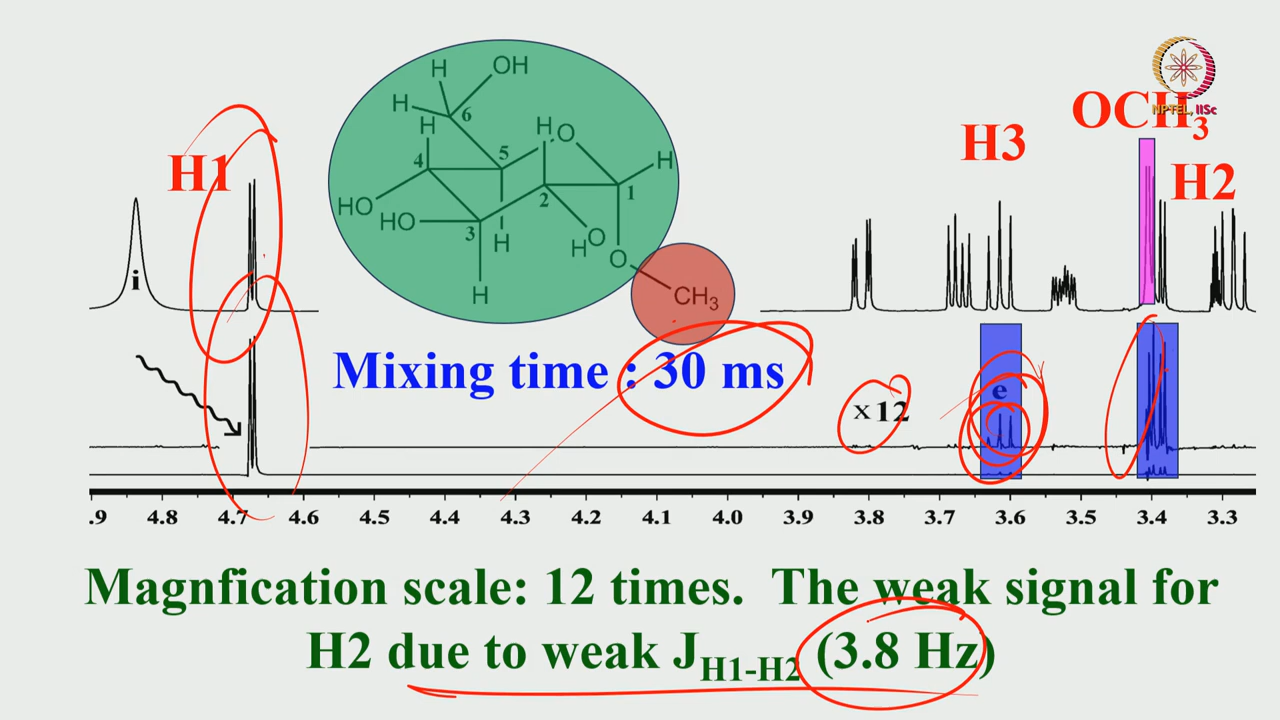 NPTEL, IISc
OCH3
H3
H1
H2
H
OH
H
6
H
H
O
4
5
H
1
2
HO
HO
3
H
HO
O
H
CH3
i
Mixing time : 30 ms
x 12
e
.9 4.8 4.7 4.6 4.5 4.4 4.3 4.2 4.1 4.0 3.9 3.8 3.7 3.6 3.5 3.4 3.3
Magnfication scale: 12 times. The weak signal for
H2 due to weak JH1-H2 (3.8 Hz)